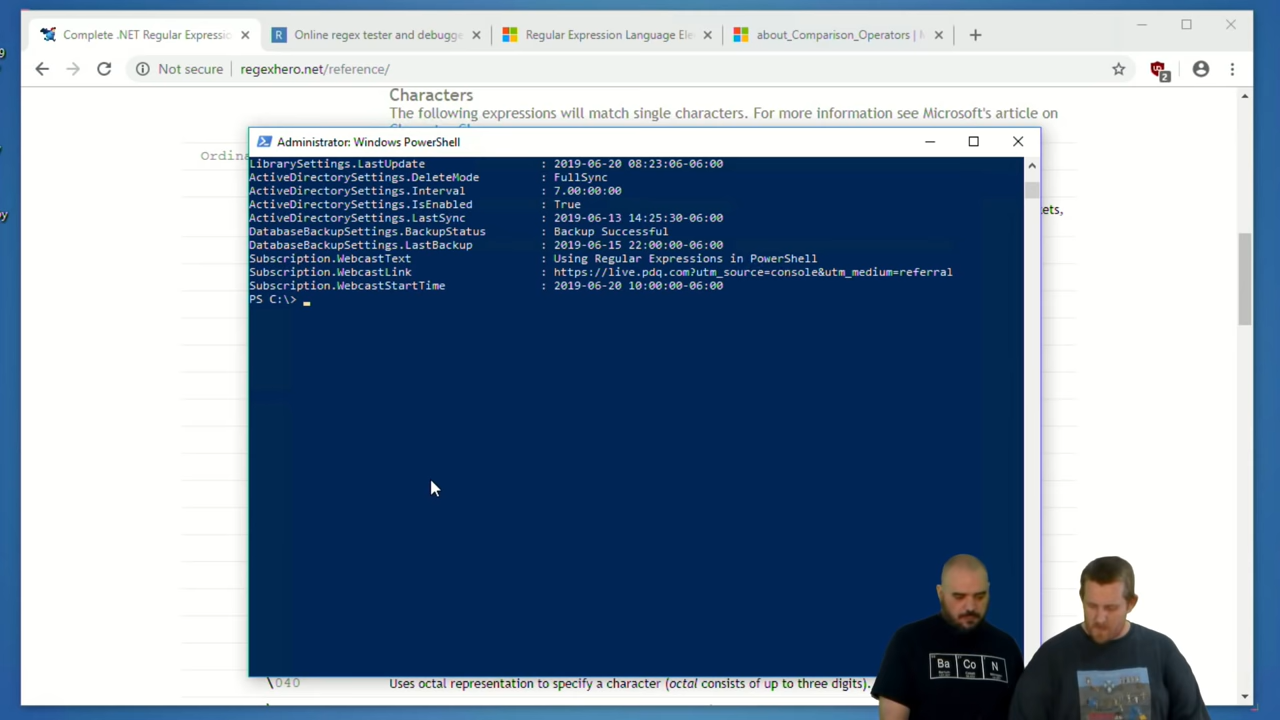 9
py
Complete .NET Regular Expressio
Online regex tester and debugge
Regular Expression Language Ele
about_Comparison_Operators | M
Not secure
regexhero.net/reference/
2
Characters
The following expressions will match single characters. For more information see Microsoft's article on
Ordina
ets,
Administrator: Windows PowerShell
LibrarySettings.LastUpdate : 2019-06-20 08:23:06-06:00
ActiveDirectorySettings.DeleteMode : FullSync
ActiveDirectorySettings.Interval : 7.00:00:00
ActiveDirectorySettings.IsEnabled : True
ActiveDirectorySettings.LastSync : 2019-06-13 14:25:30-06:00
DatabaseBackupSettings.BackupStatus : Backup Successful
DatabaseBackupSettings.LastBackup : 2019-06-15 22:00:00-06:00
Subscription.WebcastText : Using Regular Expressions in PowerShell
Subscription.WebcastLink : https://live.pdq.com?utm_source=console&utm_medium=referral
Subscription.WebcastStartTime : 2019-06-20 10:00:00-06:00
PS C:\>
\040
Uses octal representation to specify a character (octal consists of up to three digits).
Ba Co N